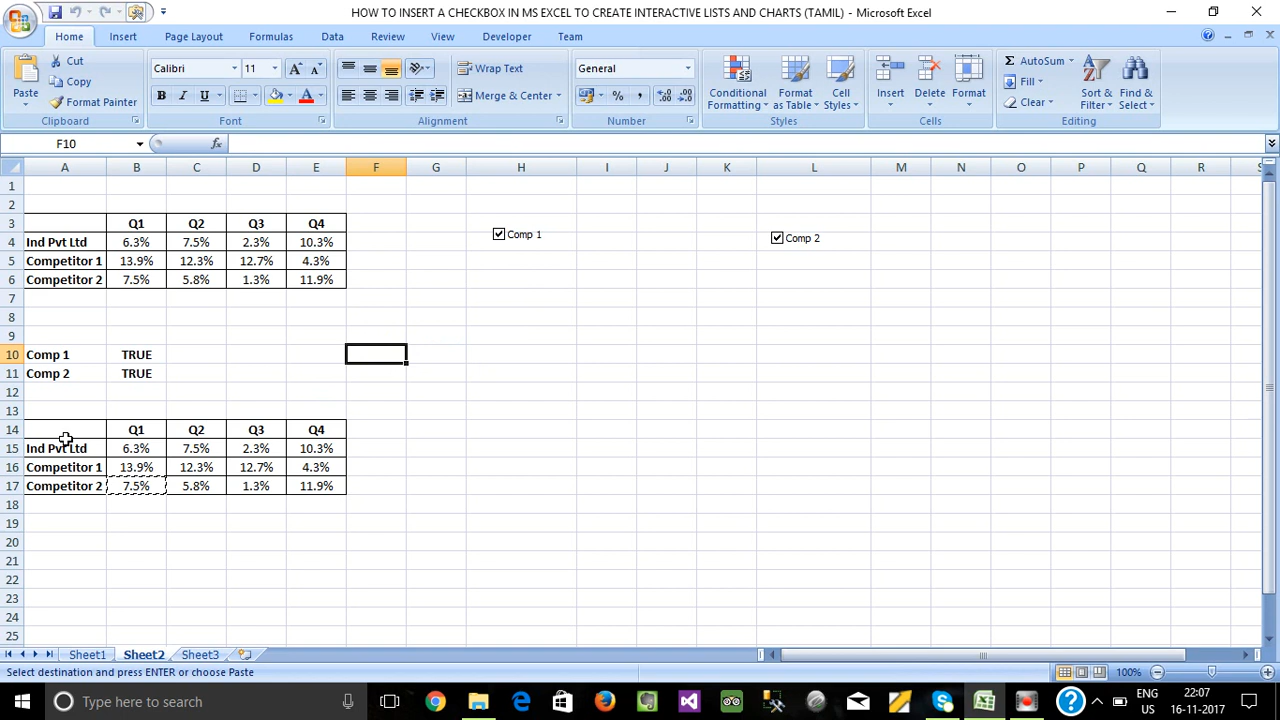 HOW TO INSERT A CHECKBOX IN MS EXCEL TO CREATE INTERACTIVE LISTS AND CHARTS (TAMIL) - Microsoft Excel
Home Insert Page Layout Formulas Data Review View Developer Team
Paste
Cut
Copy
Format Painter
Clipboard
Calibri 11
B I U
Font
Wrap Text
Merge & Center
Alignment
General
Number
Conditional Formatting
Format as Table
Cell Styles
Styles
Insert Delete Format
Cells
AutoSum
Fill
Clear
Sort & Filter
Find & Select
Editing
F10 fx
A B C D E F G H I J K L M N O P Q R S
1
2
3 Q1 Q2 Q3 Q4
Comp 1 Comp 2
4 Ind Pvt Ltd 6.3% 7.5% 2.3% 10.3%
5 Competitor 1 13.9% 12.3% 12.7% 4.3%
6 Competitor 2 7.5% 5.8% 1.3% 11.9%
7
8
9
10 Comp 1 TRUE
11 Comp 2 TRUE
12
13
14 Q1 Q2 Q3 Q4
15 Ind Pvt Ltd 6.3% 7.5% 2.3% 10.3%
16 Competitor 1 13.9% 12.3% 12.7% 4.3%
17 Competitor 2 7.5% 5.8% 1.3% 11.9%
18
19
20
21
22
23
24
25
Sheet1 Sheet2 Sheet3
Select destination and press ENTER or choose Paste 100%
Type here to search
ENG 22:07
US 16-11-2017